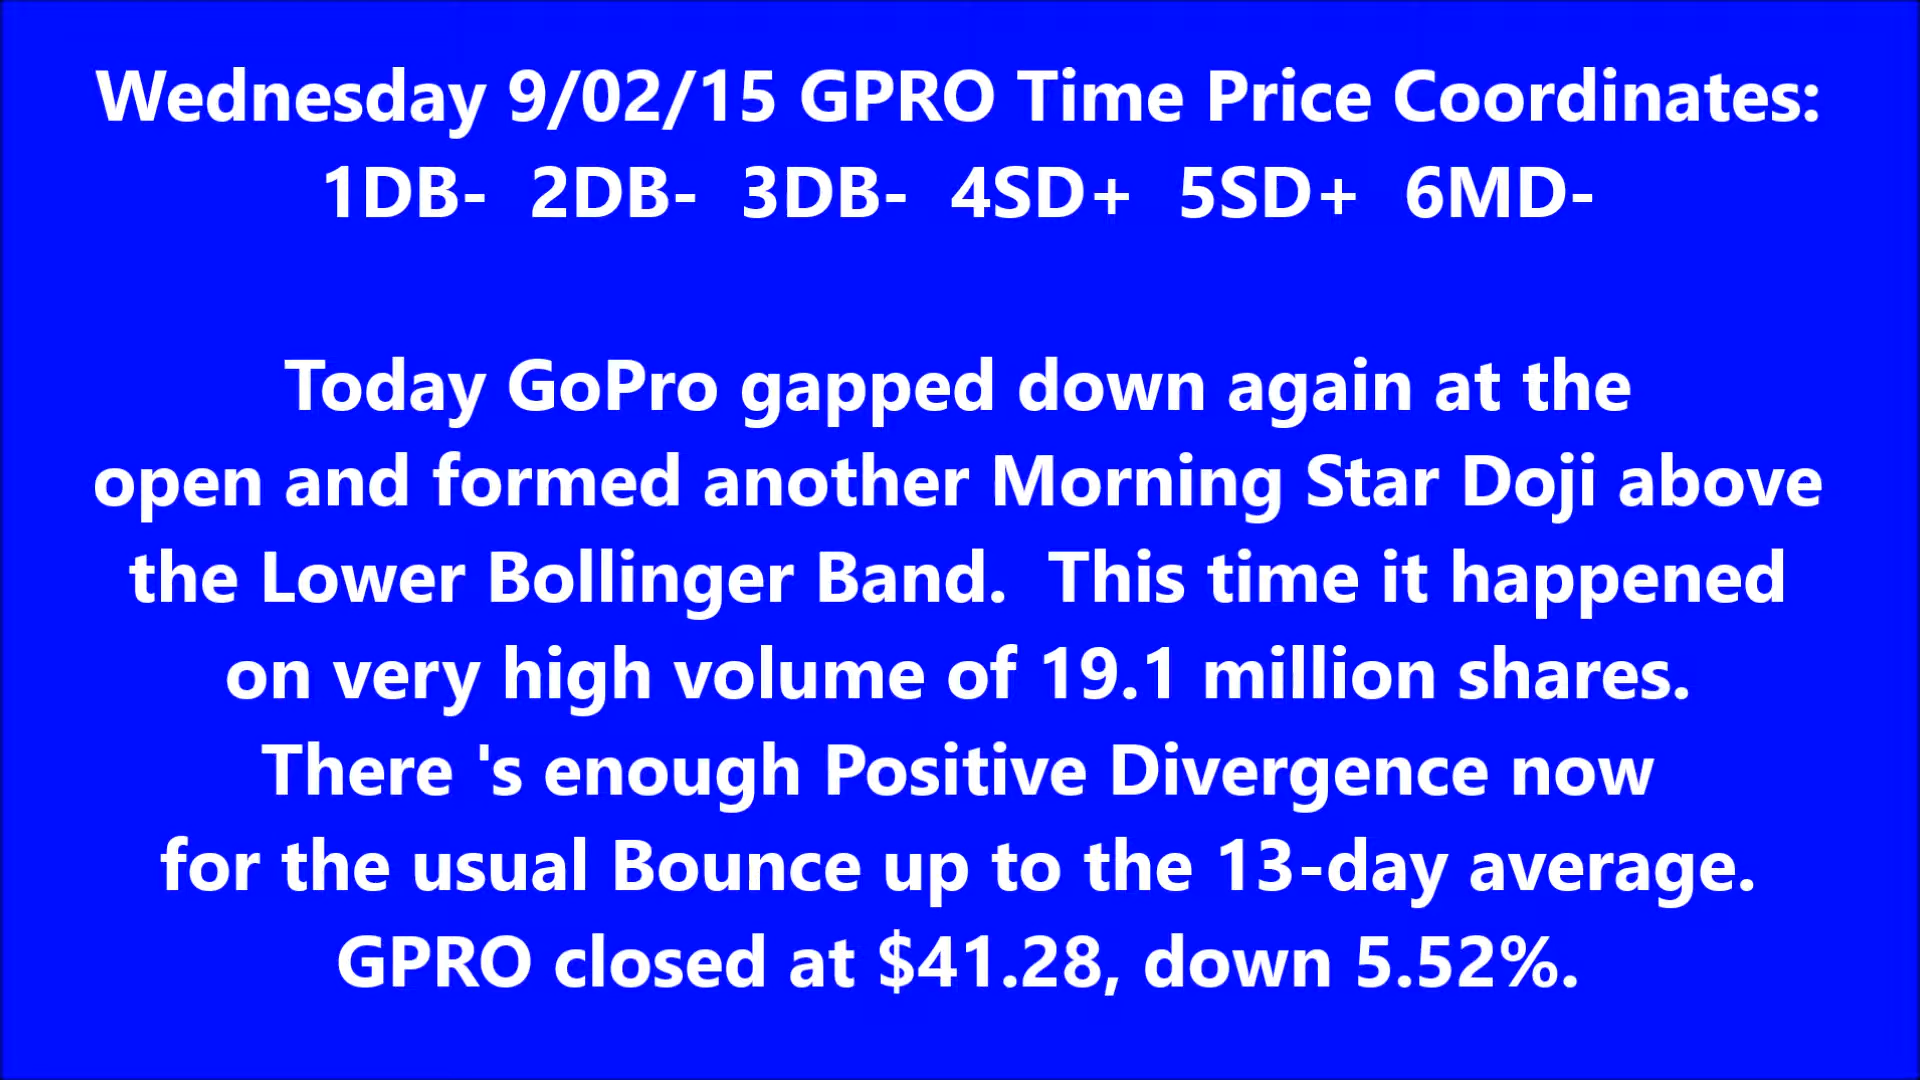 Wednesday 9/02/15 GPRO Time Price Coordinates:
1DB-  2DB-  3DB-  4SD+  5SD+  6MD-
Today GoPro gapped down again at the
open and formed another Morning Star Doji above
the Lower Bollinger Band.  This time it happened
on very high volume of 19.1 million shares.
There 's enough Positive Divergence now
for the usual Bounce up to the 13-day average.
GPRO closed at $41.28, down 5.52%.